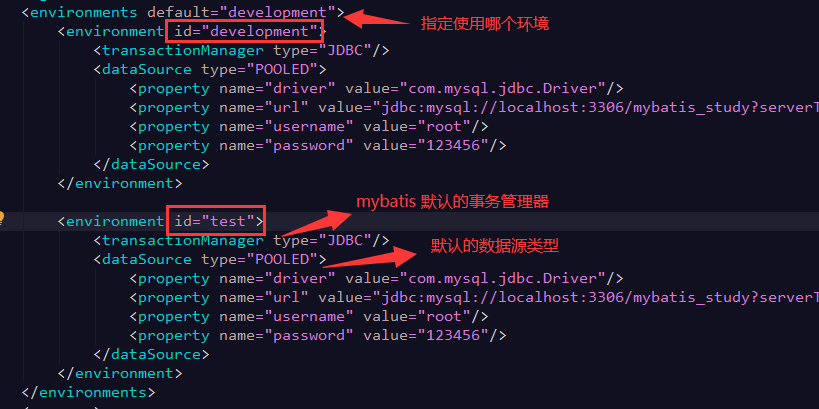 <environments default="development">
指定使用哪个环境
<environment id="development">
<transactionManager type="JDBC"/>
<dataSource type="POOLED">
<property name="driver" value="com.mysql.jdbc.Driver"/>
<property name="url" value="jdbc:mysql://localhost:3306/mybatis_study?serverT
<property name="username" value="root"/>
<property name="password" value="123456"/>
</dataSource>
</environment>
mybatis 默认的事务管理器
<environment id="test">
<transactionManager type="JDBC"/>
默认的数据源类型
<dataSource type="POOLED">
<property name="driver" value="com.mysql.jdbc.Driver"/>
<property name="url" value="jdbc:mysql://localhost:3306/mybatis_study?serverT
<property name="username" value="root"/>
<property name="password" value="123456"/>
</dataSource>
</environment>
</environments>